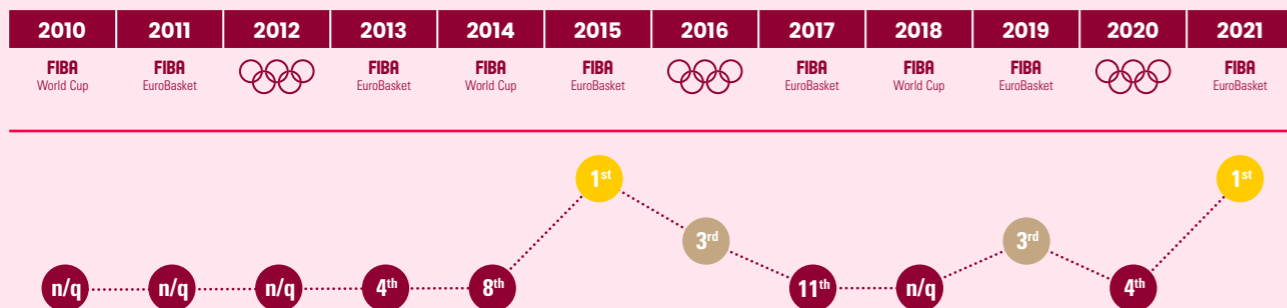 2010 2011 2012 2013 2014 2015 2016 2017 2018 2019 2020 2021
FIBA FIBA FIBA FIBA FIBA FIBA FIBA FIBA FIBA
World Cup EuroBasket EuroBasket World Cup EuroBasket EuroBasket World Cup EuroBasket EuroBasket
1st 1st
3rd 3rd
n/q n/q n/q 4th 8th 11th n/q 4th